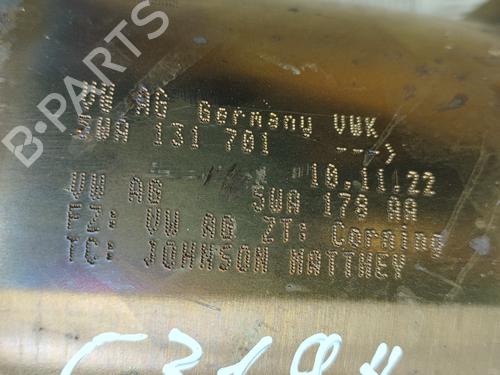 B-PARTS
VW AG Germany VWK
5WA 131 701 --->
10.11.22
VW AG 5WA 178 AA
FZ: VW AG ZT: Corning
TC: JOHNSON MATTHEY